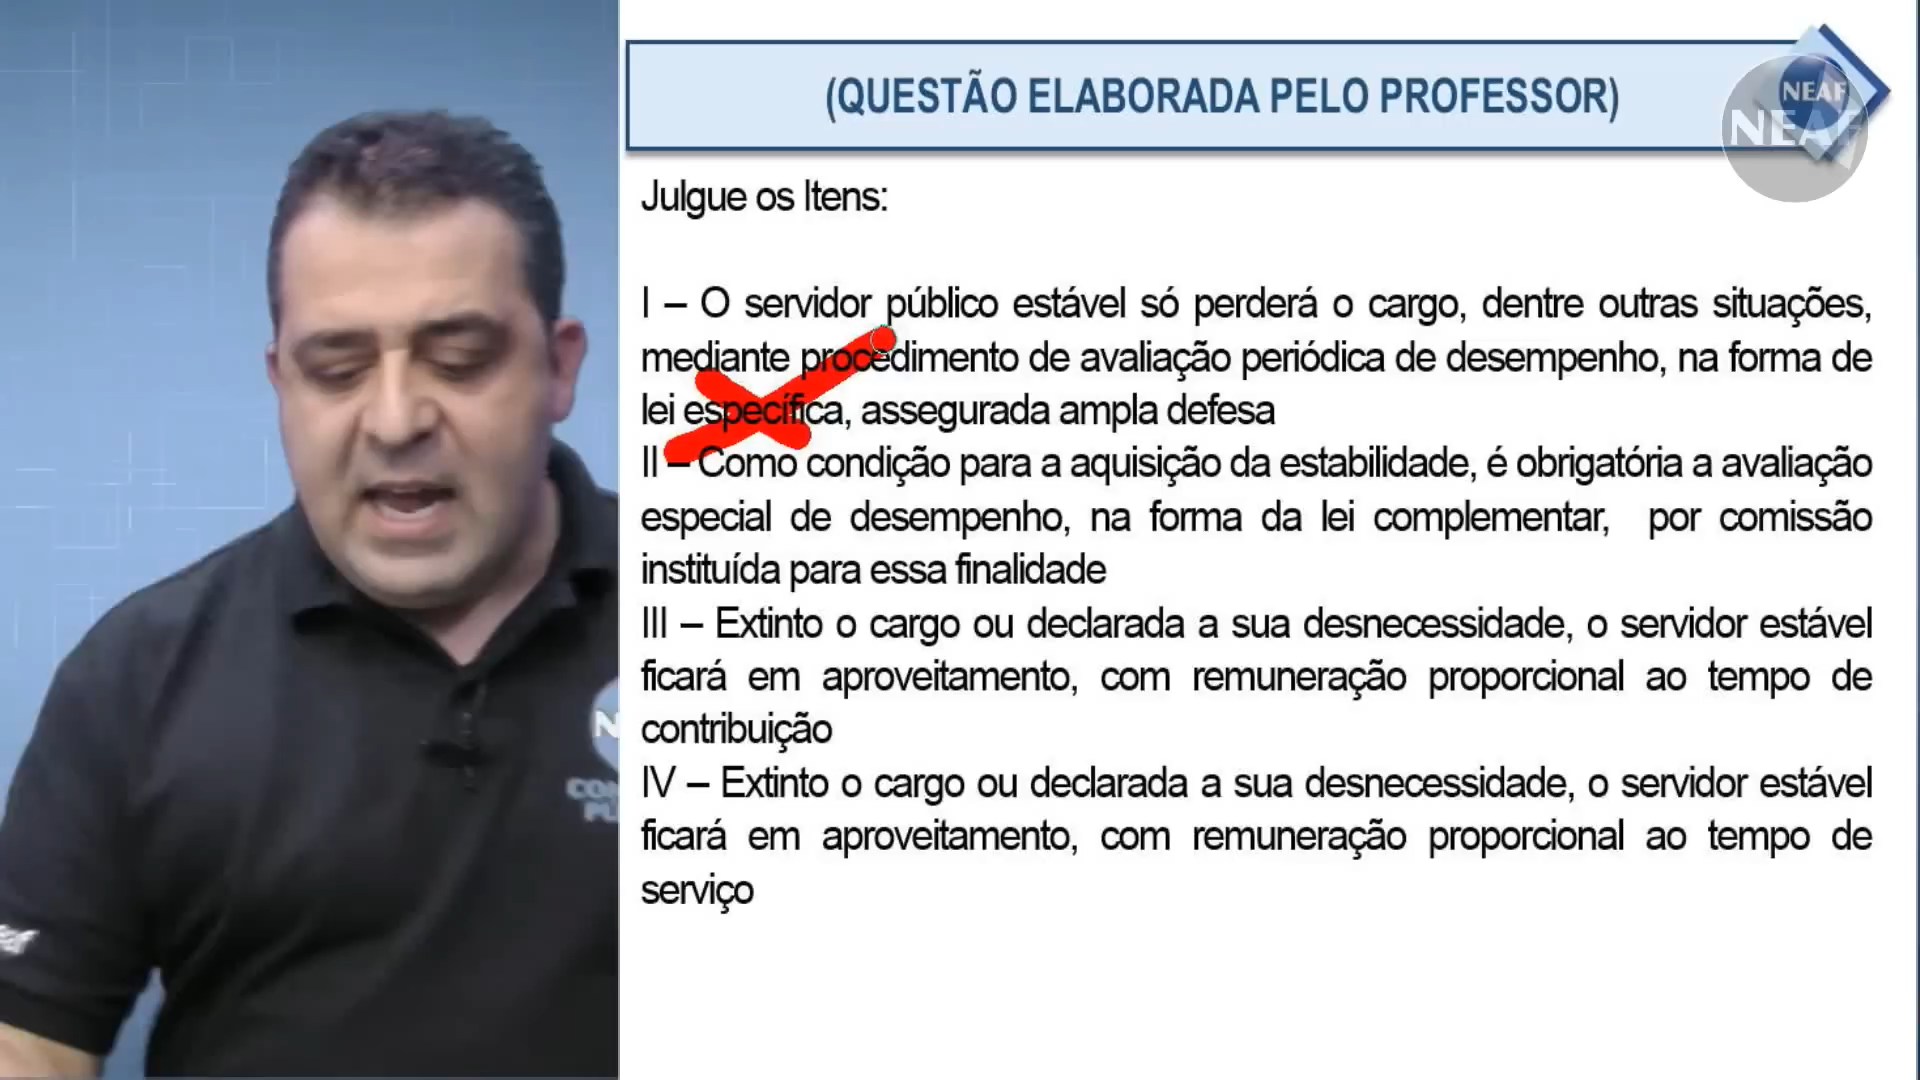 (QUESTÃO ELABORADA PELO PROFESSOR)
NEAF
NEAF
Julgue os Itens:
I – O servidor público estável só perderá o cargo, dentre outras situações,
mediante procedimento de avaliação periódica de desempenho, na forma de
lei específica, assegurada ampla defesa
II – Como condição para a aquisição da estabilidade, é obrigatória a avaliação
especial de desempenho, na forma da lei complementar, por comissão
instituída para essa finalidade
III – Extinto o cargo ou declarada a sua desnecessidade, o servidor estável
ficará em aproveitamento, com remuneração proporcional ao tempo de
contribuição
IV – Extinto o cargo ou declarada a sua desnecessidade, o servidor estável
ficará em aproveitamento, com remuneração proporcional ao tempo de
serviço